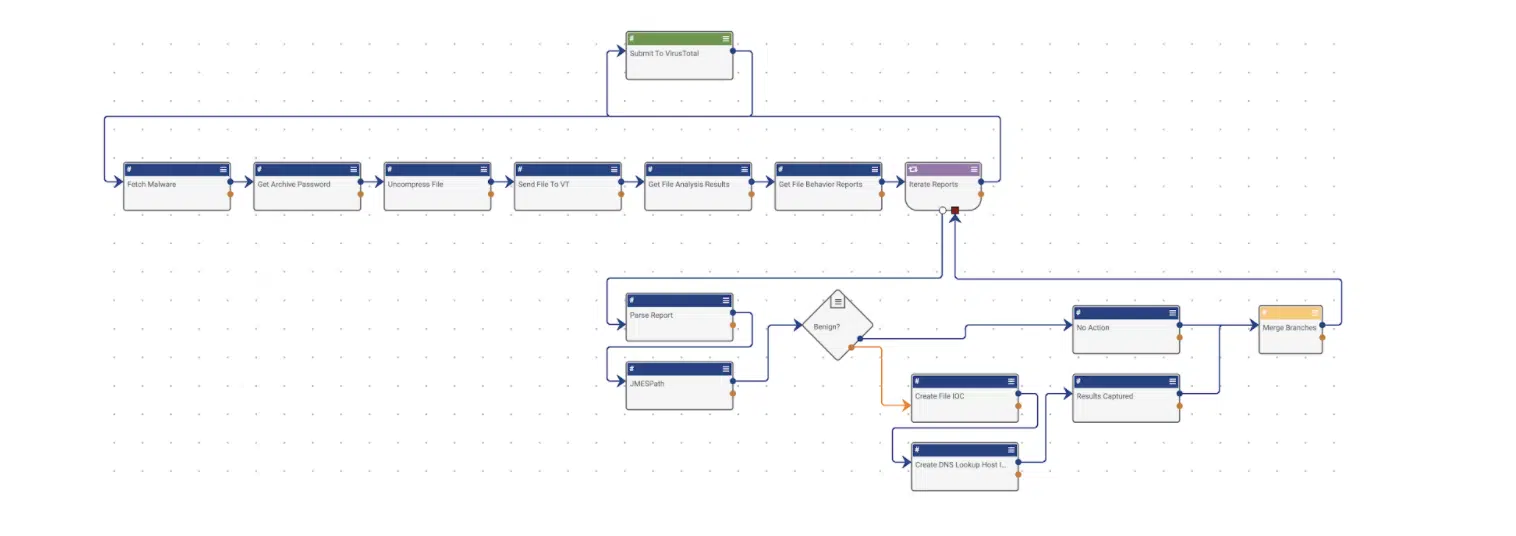 Submit To VirusTotal
Fetch Malware
Get Archive Password
Uncompress File
Send File To VT
Get File Analysis Results
Get File Behavior Reports
Iterate Reports
Parse Report
JMESPath
Benign?
No Action
Merge Branches
Create File IOC
Results Captured
Create DNS Lookup Host I...